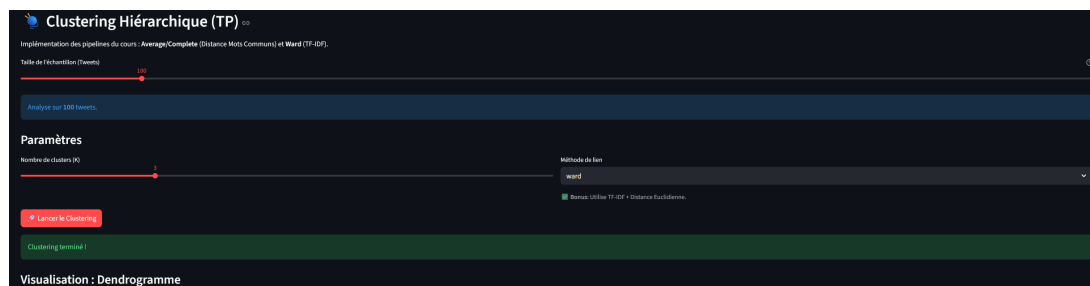 Clustering Hiérarchique (TP)
Implémentation des pipelines du cours : Average/Complete (Distance Mots Communs) et Ward (TF-IDF).
Taille de l'échantillon (Tweets)
100
Analyse sur 100 tweets.
Paramètres
Nombre de clusters (K)
Méthode de lien
3
ward
Bonus: Utilise TF-IDF + Distance Euclidienne.
Lancer le Clustering
Clustering terminé !
Visualisation : Dendrogramme